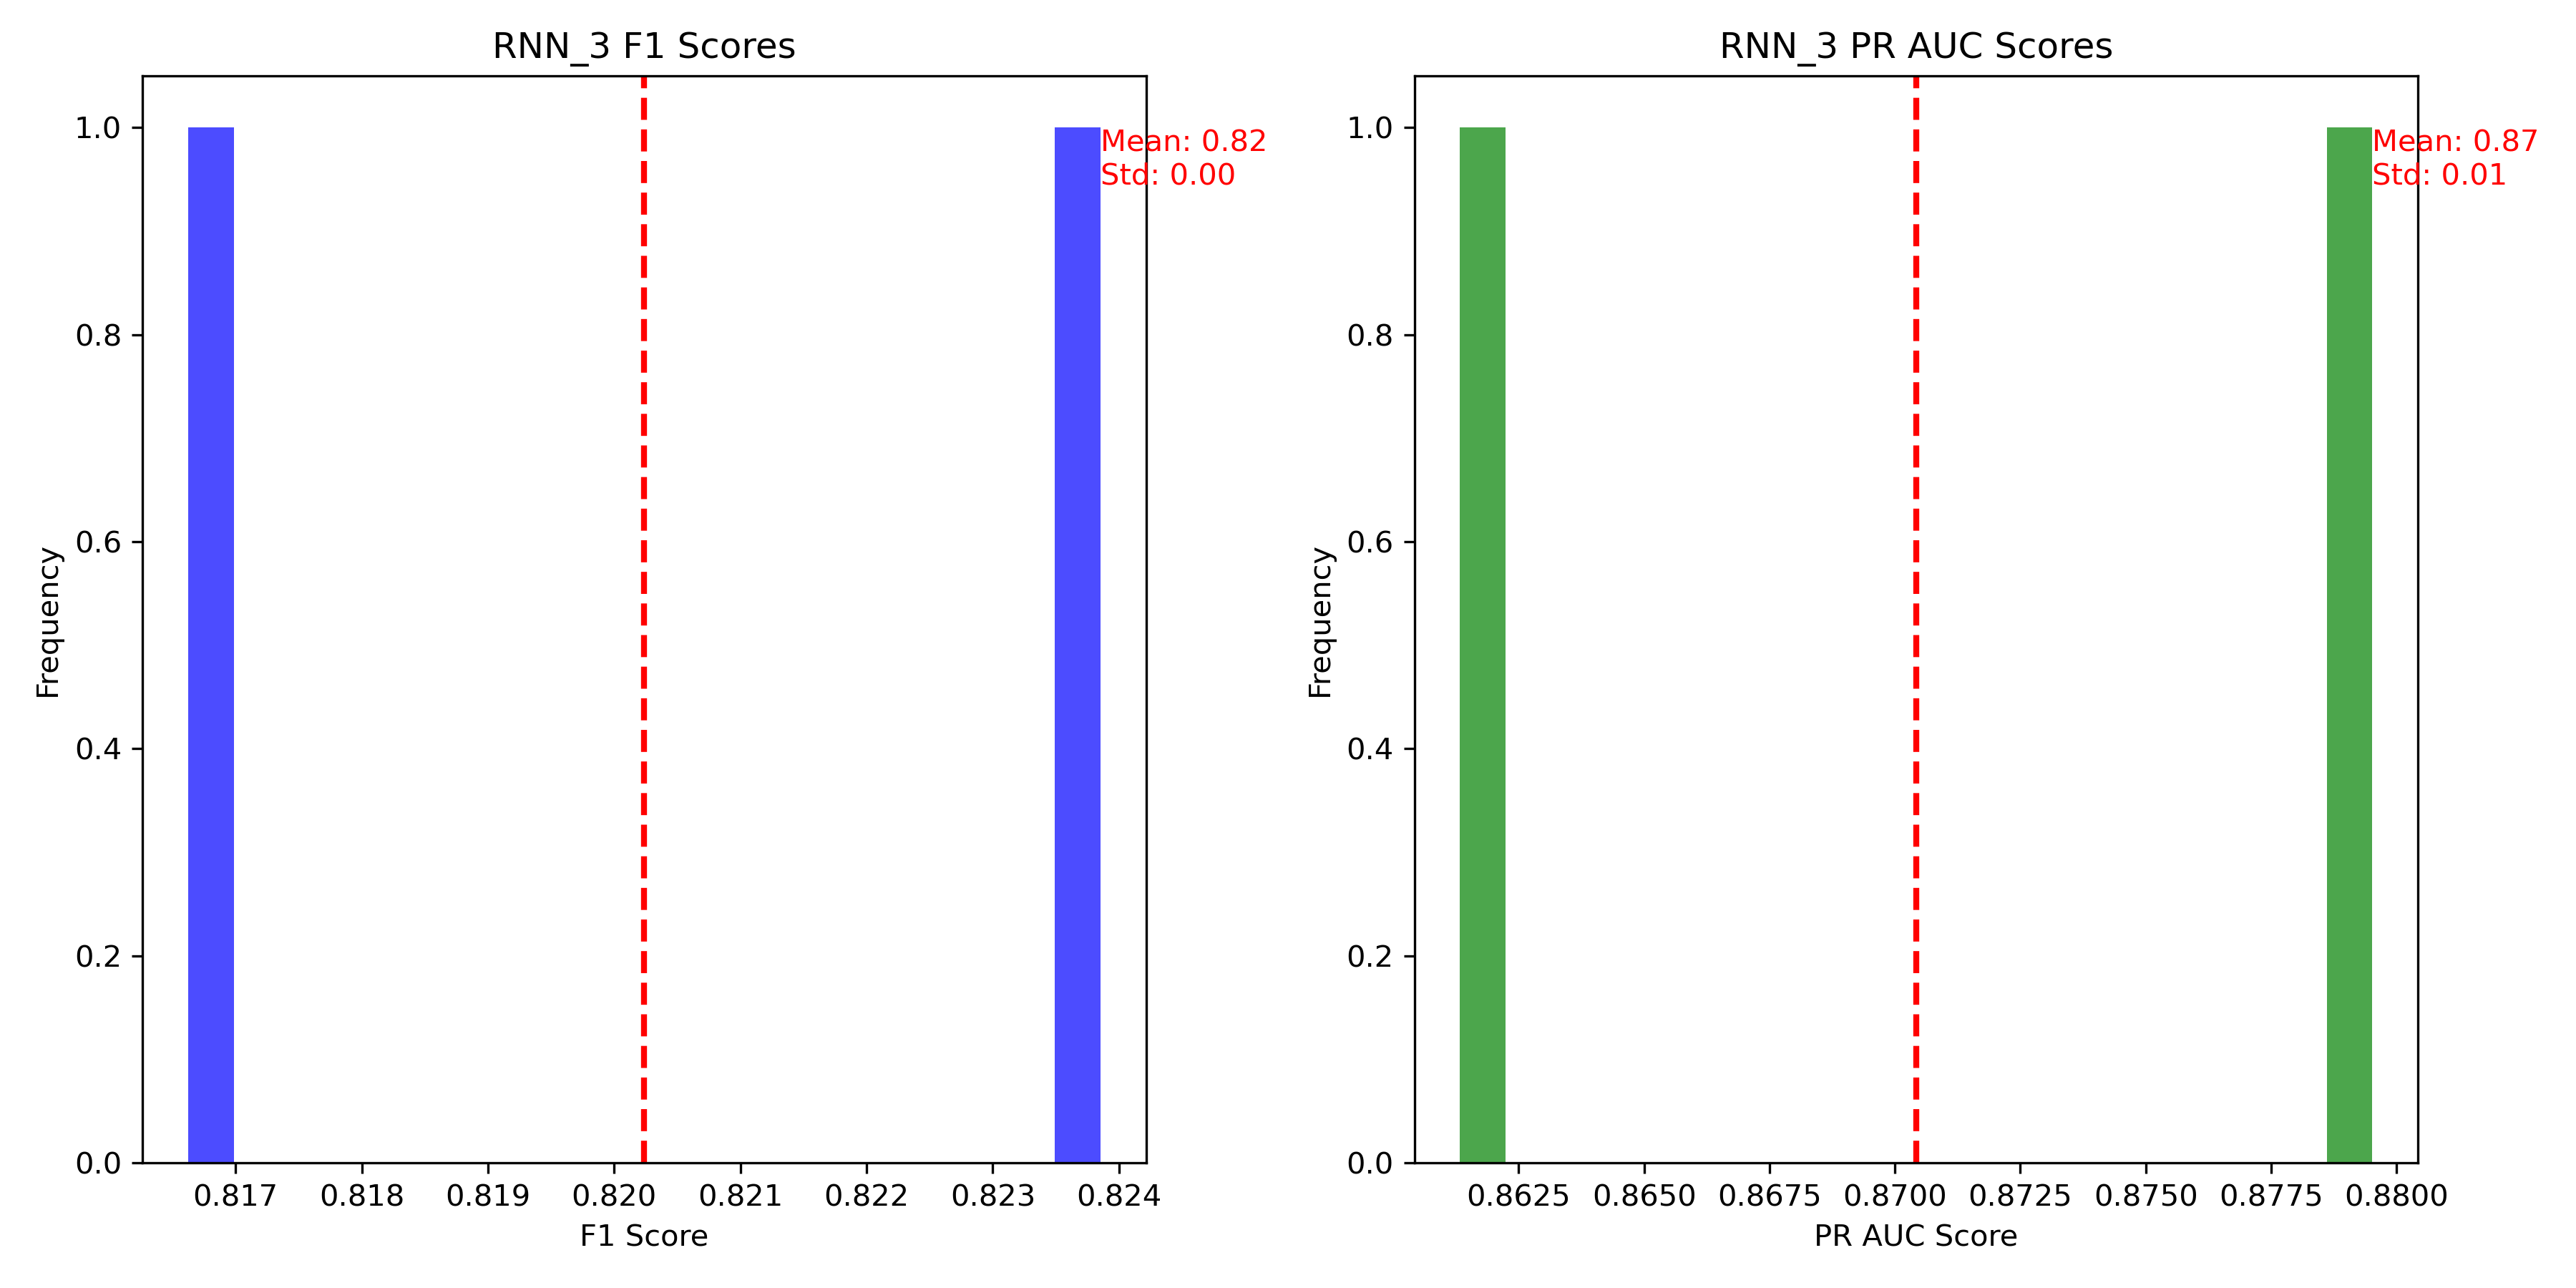 RNN_3 F1 Scores
1.0
0.8
0.6
0.4
0.2
0.0
Frequency
Mean: 0.82
Std: 0.00
0.817 0.818 0.819 0.820 0.821 0.822 0.823 0.824
F1 Score
RNN_3 PR AUC Scores
1.0
0.8
0.6
0.4
0.2
0.0
Frequency
Mean: 0.87
Std: 0.01
0.8625 0.8650 0.8675 0.8700 0.8725 0.8750 0.8775 0.8800
PR AUC Score